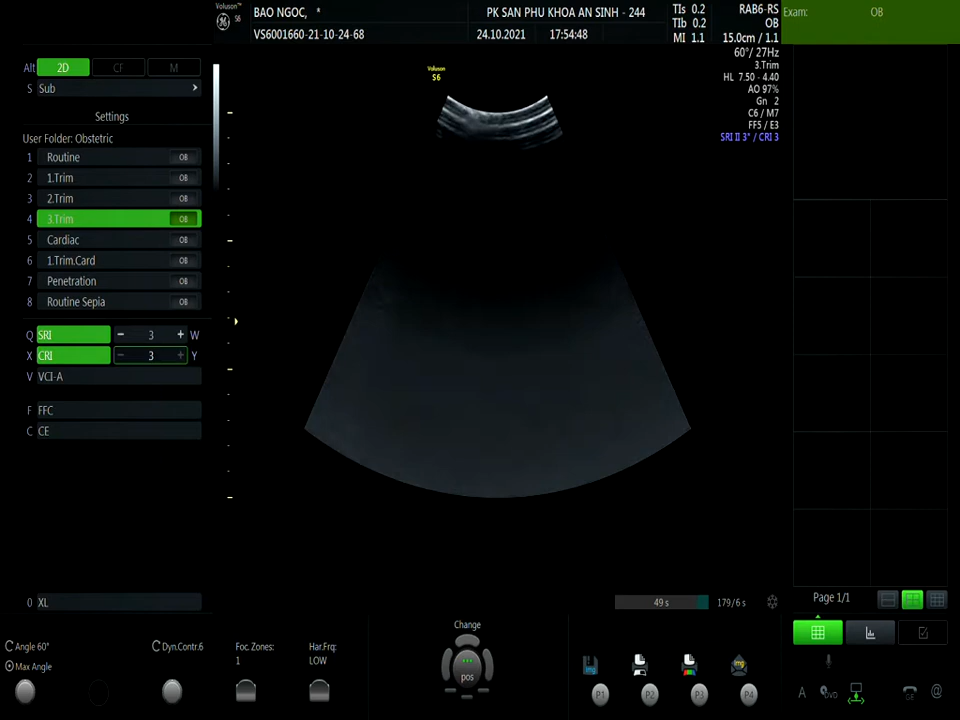 Voluson
S6
BAO NGOC, *
PK SAN PHU KHOA AN SINH - 244
VS6001660-21-10-24-68
24.10.2021
17:54:48
TIs 0.2
TIb 0.2
MI 1.1
RAB6-RS
OB
15.0cm / 1.1
60°/ 27Hz
3.Trim
HL 7.50 - 4.40
AO 97%
Gn 2
C6 / M7
FF5 / E3
SRI II 3* / CRI 3
Exam: OB
Alt 2D CF M
S Sub >
Settings
User Folder: Obstetric
1 Routine OB
2 1.Trim OB
3 2.Trim OB
4 3.Trim OB
5 Cardiac OB
6 1.Trim.Card OB
7 Penetration OB
8 Routine Sepia OB
Q SRI - 3 + W
X CRI - 3 + Y
V VCI-A
F FFC
C CE
0 XL
Voluson
S6
49 s
179/6 s
Page 1/1
Angle 60°
Max Angle
Dyn.Contr.6
Foc. Zones:
1
Har.Frq:
LOW
Change
pos
img
P1
P2
P3
P4
A
DVD
GE
@